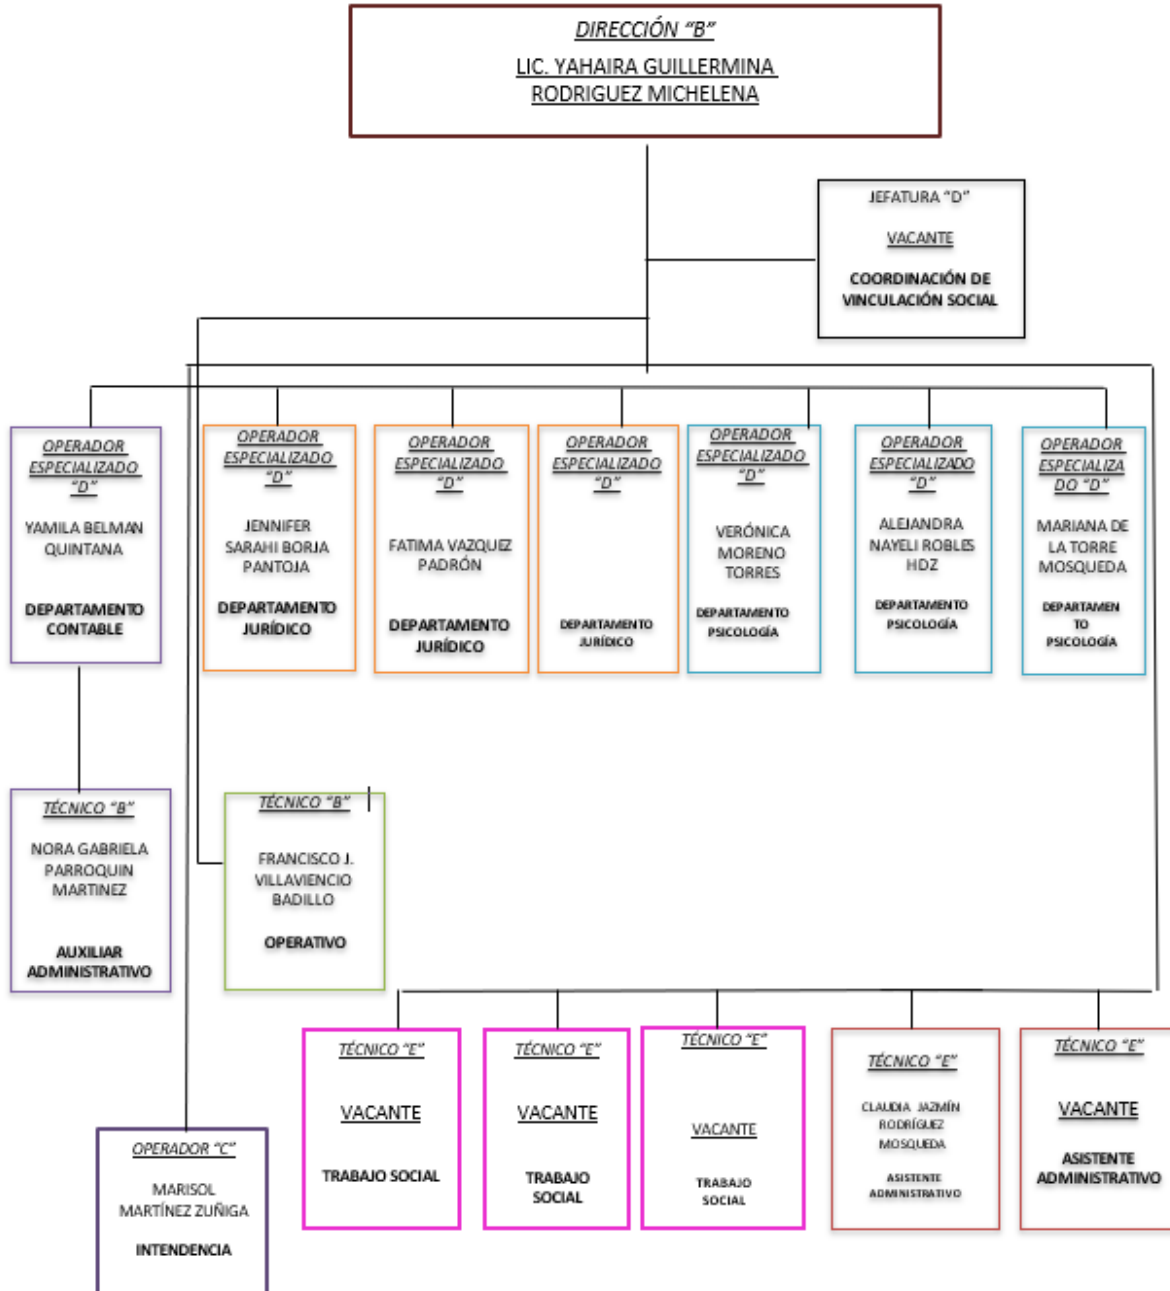 DIRECCIÓN “B”
LIC. YAHAIRA GUILLERMINA
RODRIGUEZ MICHELENA
JEFATURA “D”
VACANTE
COORDINACIÓN DE
VINCULACIÓN SOCIAL
OPERADOR
ESPECIALIZADO
“D”
YAMILA BELMAN
QUINTANA
DEPARTAMENTO
CONTABLE
OPERADOR
ESPECIALIZADO
“D”
JENNIFER
SARAHI BORJA
PANTOJA
DEPARTAMENTO
JURÍDICO
OPERADOR
ESPECIALIZADO
“D”
FATIMA VAZQUEZ
PADRÓN
DEPARTAMENTO
JURÍDICO
OPERADOR
ESPECIALIZADO
“D”
DEPARTAMENTO
JURÍDICO
OPERADOR
ESPECIALIZADO
“D”
VERÓNICA
MORENO
TORRES
DEPARTAMENTO
PSICOLOGÍA
OPERADOR
ESPECIALIZADO
“D”
ALEJANDRA
NAYELI ROBLES
HDZ
DEPARTAMENTO
PSICOLOGÍA
OPERADOR
ESPECIALIZA
DO “D”
MARIANA DE
LA TORRE
MOSQUEDA
DEPARTAMEN
TO
PSICOLOGÍA
TÉCNICO “B”
NORA GABRIELA
PARROQUIN
MARTINEZ
AUXILIAR
ADMINISTRATIVO
TÉCNICO “B”
FRANCISCO J.
VILLAVIENCIO
BADILLO
OPERATIVO
TÉCNICO “E”
VACANTE
TRABAJO SOCIAL
TÉCNICO “E”
VACANTE
TRABAJO
SOCIAL
TÉCNICO “E”
VACANTE
TRABAJO
SOCIAL
TÉCNICO “E”
CLAUDIA JAZMÍN
RODRÍGUEZ
MOSQUEDA
ASISTENTE
ADMINISTRATIVO
TÉCNICO “E”
VACANTE
ASISTENTE
ADMINISTRATIVO
OPERADOR “C”
MARISOL
MARTÍNEZ ZUÑIGA
INTENDENCIA